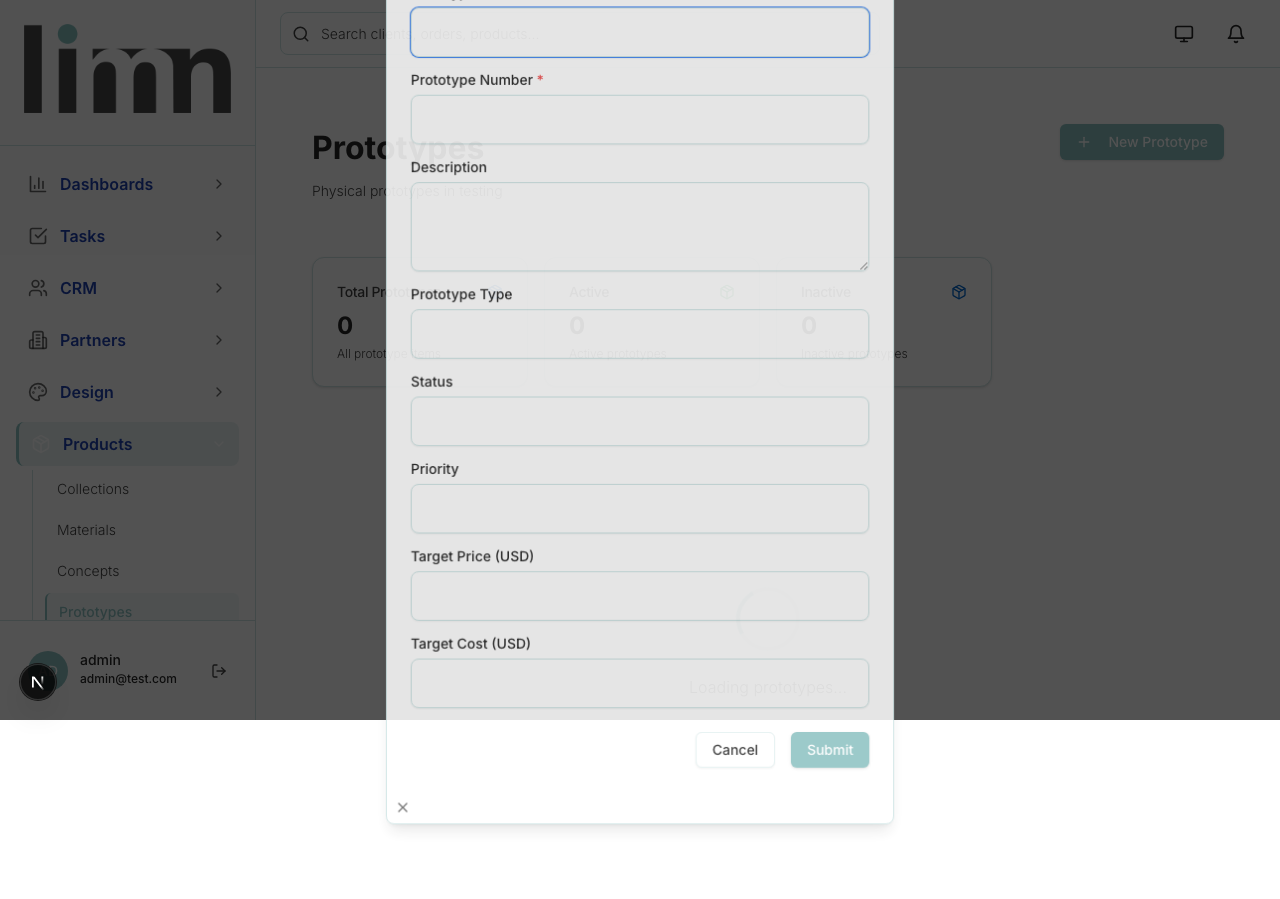 limn
Search clients, orders, products...
Prototype Number *
Prototypes
New Prototype
Description
Physical prototypes in testing
Dashboards
Tasks
CRM
Partners
Design
Products
Collections
Materials
Concepts
Prototypes
Total Prototypes
Active
Inactive
Prototype Type
0
0
0
All prototype items
Active prototypes
Inactive prototypes
Status
Priority
Target Price (USD)
Target Cost (USD)
Loading prototypes...
admin
admin@test.com
N
Cancel
Submit